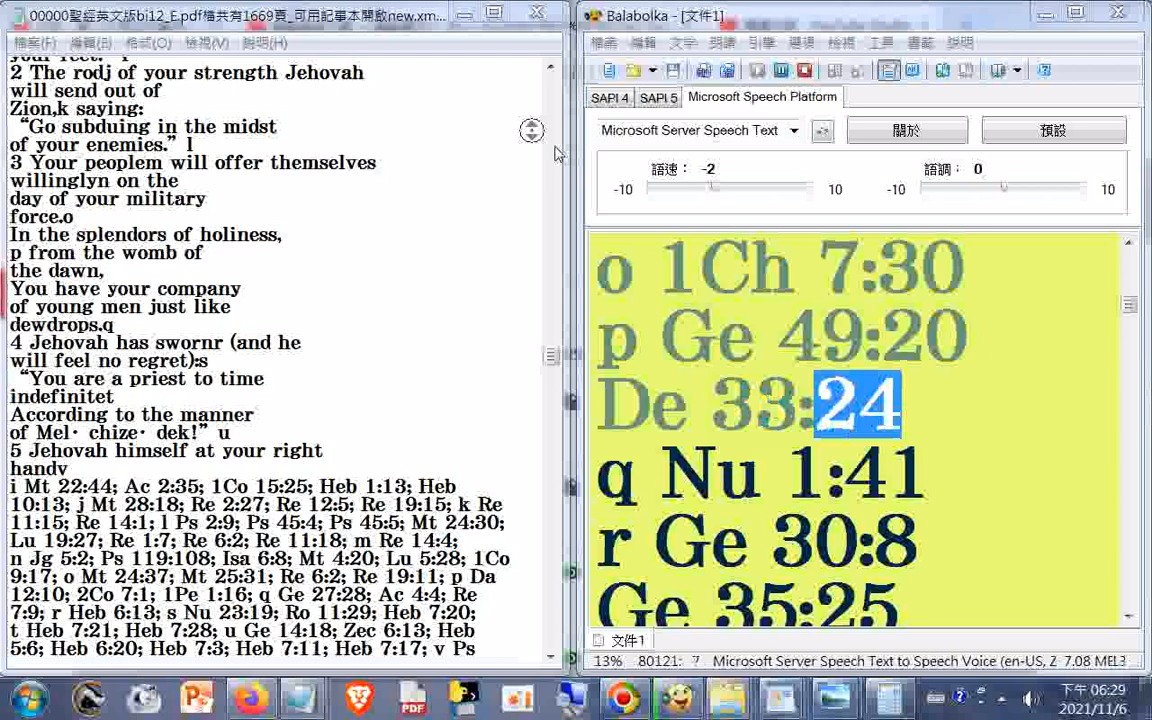 00000聖經英文版bi12_E.pdf檔共有1669頁_可用記事本開啟new.xm...
檔案(F) 編輯(E) 格式(O) 檢視(V) 說明(H)
your feet."
2 The rodj of your strength Jehovah
will send out of
Zion,k saying:
“Go subduing in the midst
of your enemies.” l
3 Your peoplem will offer themselves
willinglyn on the
day of your military
force.o
In the splendors of holiness,
p from the womb of
the dawn,
You have your company
of young men just like
dewdrops.q
4 Jehovah has swornr (and he
will feel no regret):s
“You are a priest to time
indefinitet
According to the manner
of Mel· chize· dek!” u
5 Jehovah himself at your right
handv
i Mt 22:44; Ac 2:35; 1Co 15:25; Heb 1:13; Heb
10:13; j Mt 28:18; Re 2:27; Re 12:5; Re 19:15; k Re
11:15; Re 14:1; l Ps 2:9; Ps 45:4; Ps 45:5; Mt 24:30;
Lu 19:27; Re 1:7; Re 6:2; Re 11:18; m Re 14:4;
n Jg 5:2; Ps 119:108; Isa 6:8; Mt 4:20; Lu 5:28; 1Co
9:17; o Mt 24:37; Mt 25:31; Re 6:2; Re 19:11; p Da
12:10; 2Co 7:1; 1Pe 1:16; q Ge 27:28; Ac 4:4; Re
7:9; r Heb 6:13; s Nu 23:19; Ro 11:29; Heb 7:20;
t Heb 7:21; Heb 7:28; u Ge 14:18; Zec 6:13; Heb
5:6; Heb 6:20; Heb 7:3; Heb 7:11; Heb 7:17; v Ps
Balabolka - [文件1]
檔案 編輯 文字 朗讀 引擎 選項 檢視 工具 書籤 說明
SAPI 4 SAPI 5 Microsoft Speech Platform
Microsoft Server Speech Text 關於 預設
語速： -2 語調： 0
-10 10 -10 10
o 1Ch 7:30
p Ge 49:20
De 33:24
q Nu 1:41
r Ge 30:8
Ge 35:25
文件1
13% 80121: ? Microsoft Server Speech Text to Speech Voice (en-US, Z 7.08 МЕLЗ
PDF
下午 06:29
2021/11/6